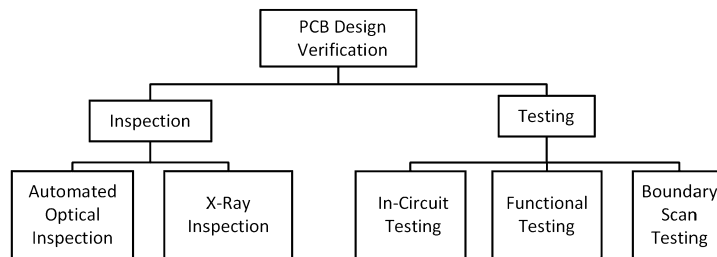 PCB Design
Verification
Inspection
Testing
Automated
Optical
Inspection
X-Ray
Inspection
In-Circuit
Testing
Functional
Testing
Boundary
Scan
Testing